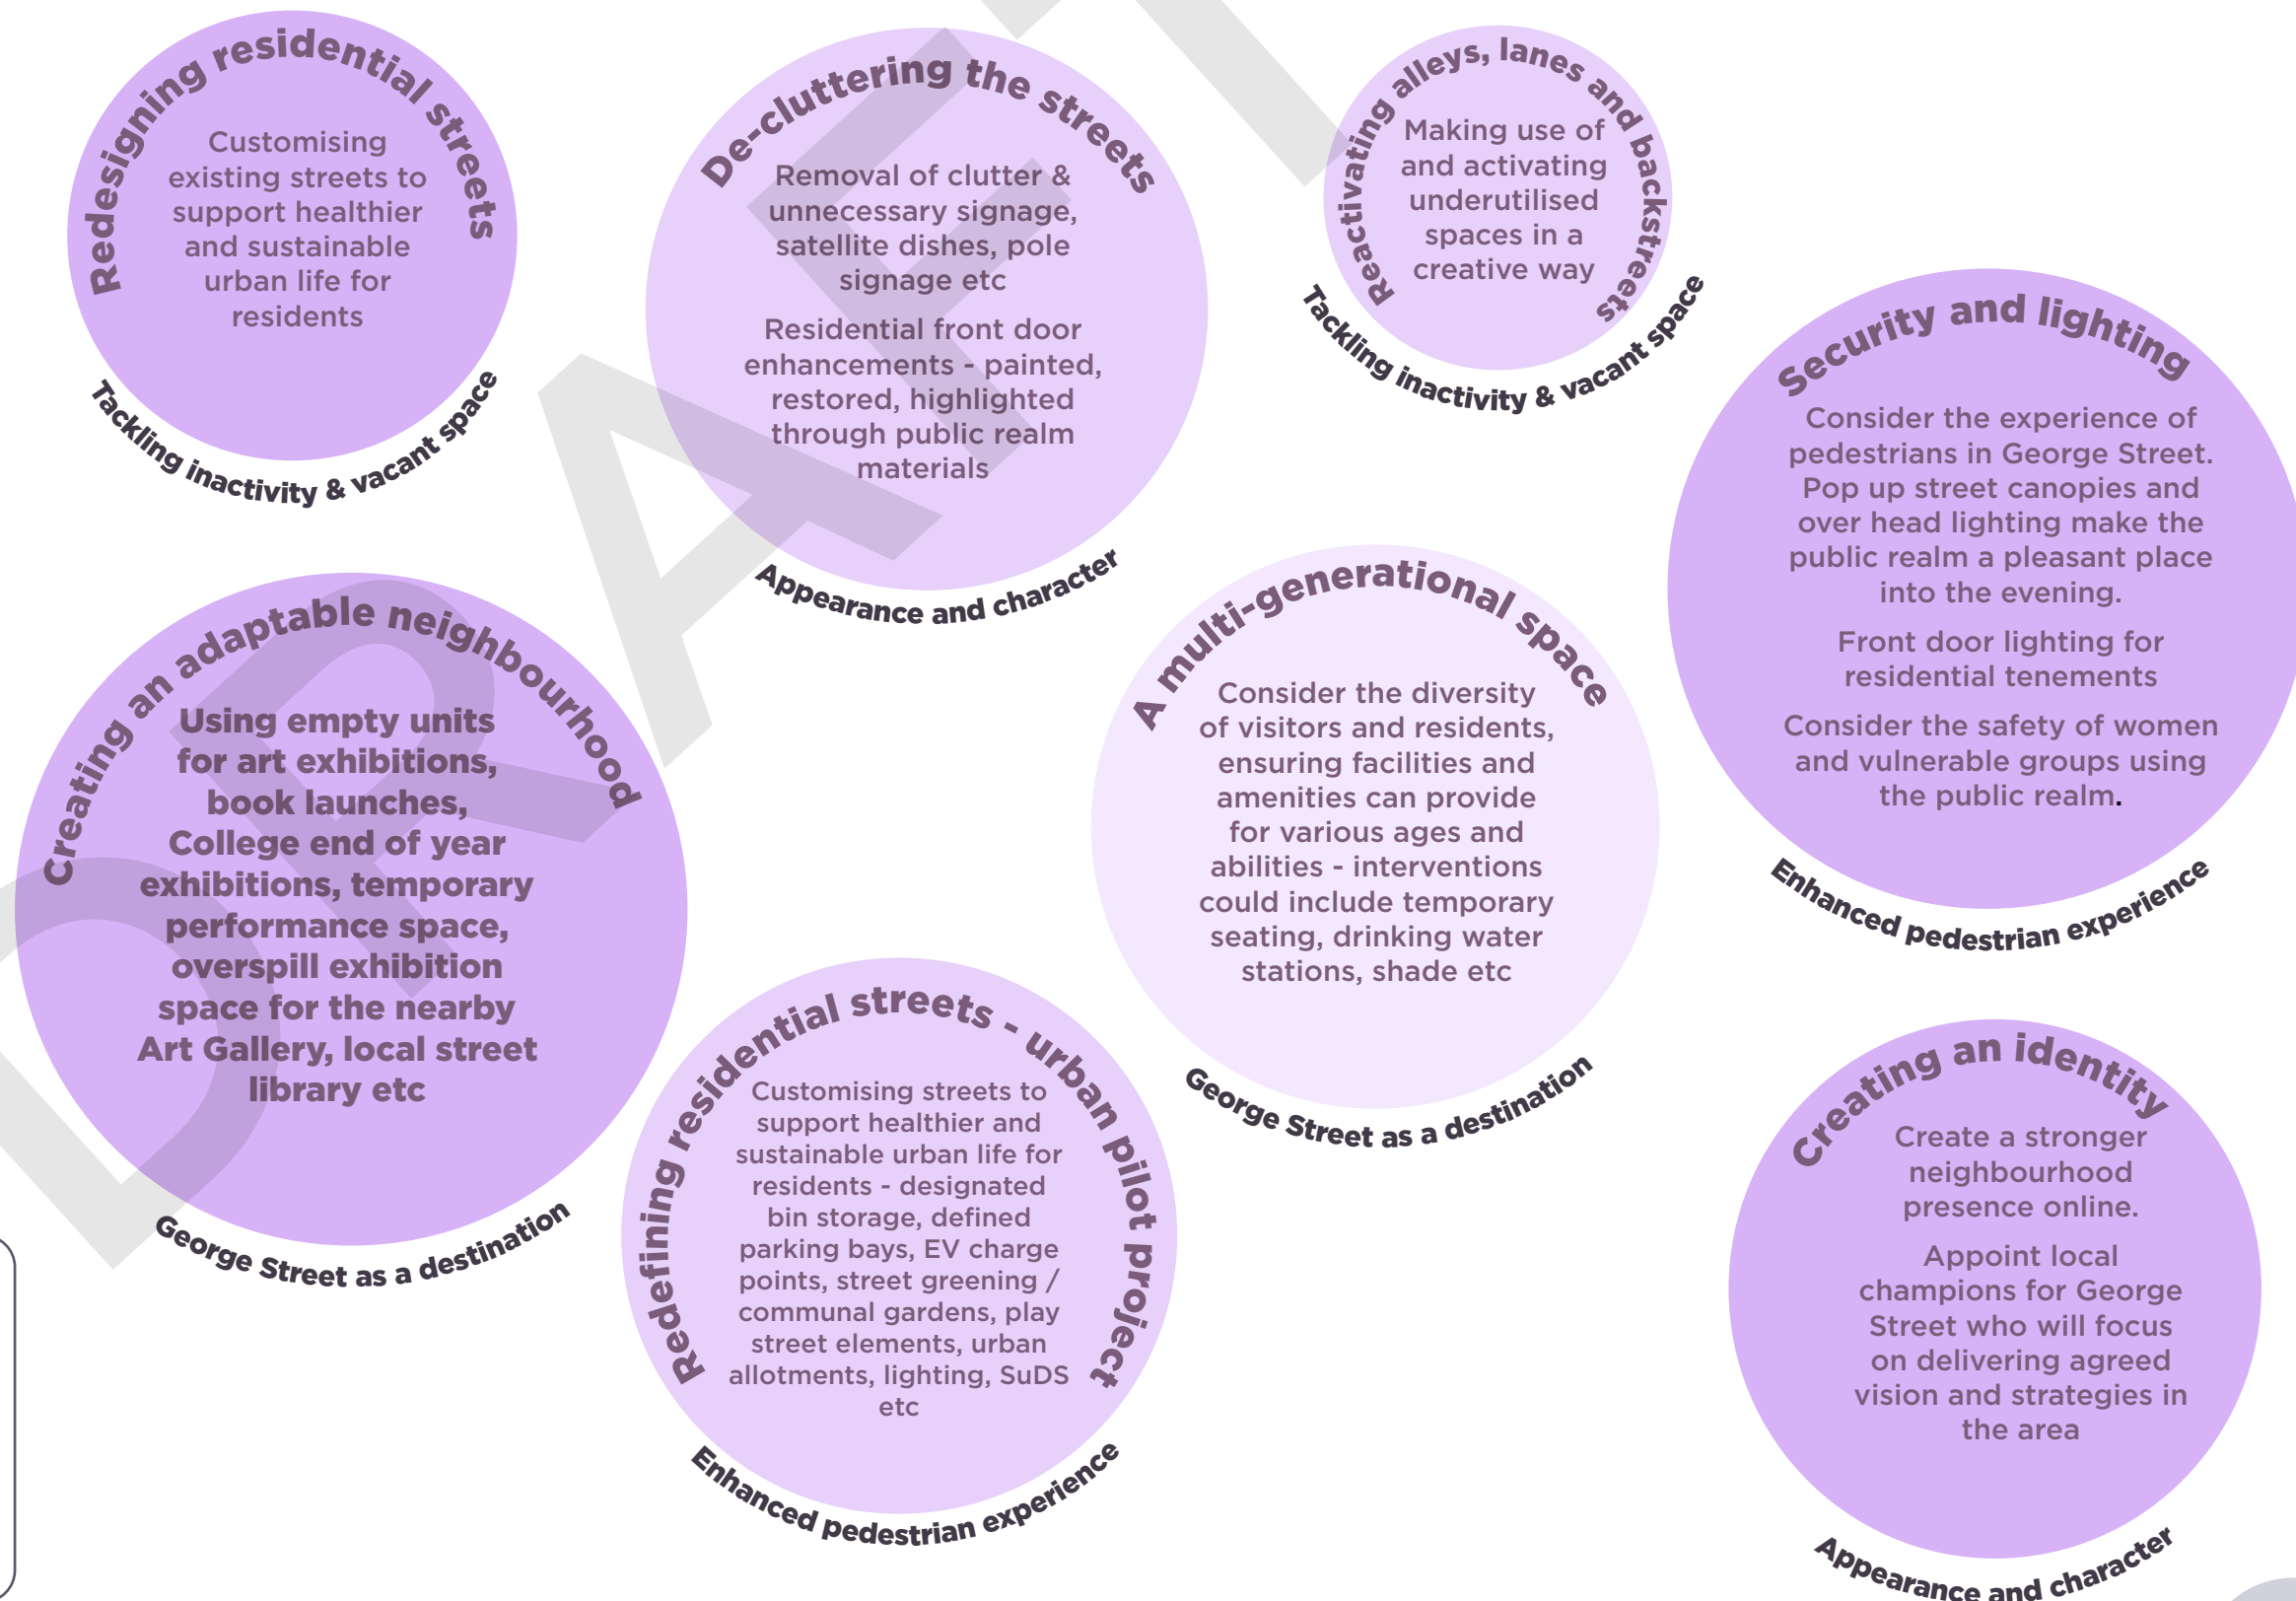 Redesigning residential streets
Customising
existing streets to
support healthier
and sustainable
urban life for
residents
Tackling inactivity & vacant space
De-cluttering the streets
Removal of clutter &
unnecessary signage,
satellite dishes, pole
signage etc
Residential front door
enhancements - painted,
restored, highlighted
through public realm
materials
Appearance and character
Reactivating alleys, lanes and backstreets
Making use of
and activating
underutilised
spaces in a
creative way
Tackling inactivity & vacant space
Security and lighting
Consider the experience of
pedestrians in George Street.
Pop up street canopies and
over head lighting make the
public realm a pleasant place
into the evening.
Front door lighting for
residential tenements
Consider the safety of women
and vulnerable groups using
the public realm.
Enhanced pedestrian experience
Creating an adaptable neighbourhood
Using empty units
for art exhibitions,
book launches,
College end of year
exhibitions, temporary
performance space,
overspill exhibition
space for the nearby
Art Gallery, local street
library etc
George Street as a destination
A multi-generational space
Consider the diversity
of visitors and residents,
ensuring facilities and
amenities can provide
for various ages and
abilities - interventions
could include temporary
seating, drinking water
stations, shade etc
George Street as a destination
Redefining residential streets - urban pilot project
Customising streets to
support healthier and
sustainable urban life for
residents - designated
bin storage, defined
parking bays, EV charge
points, street greening /
communal gardens, play
street elements, urban
allotments, lighting, SuDS
etc
Enhanced pedestrian experience
Creating an identity
Create a stronger
neighbourhood
presence online.
Appoint local
champions for George
Street who will focus
on delivering agreed
vision and strategies in
the area
Appearance and character
DRAFT